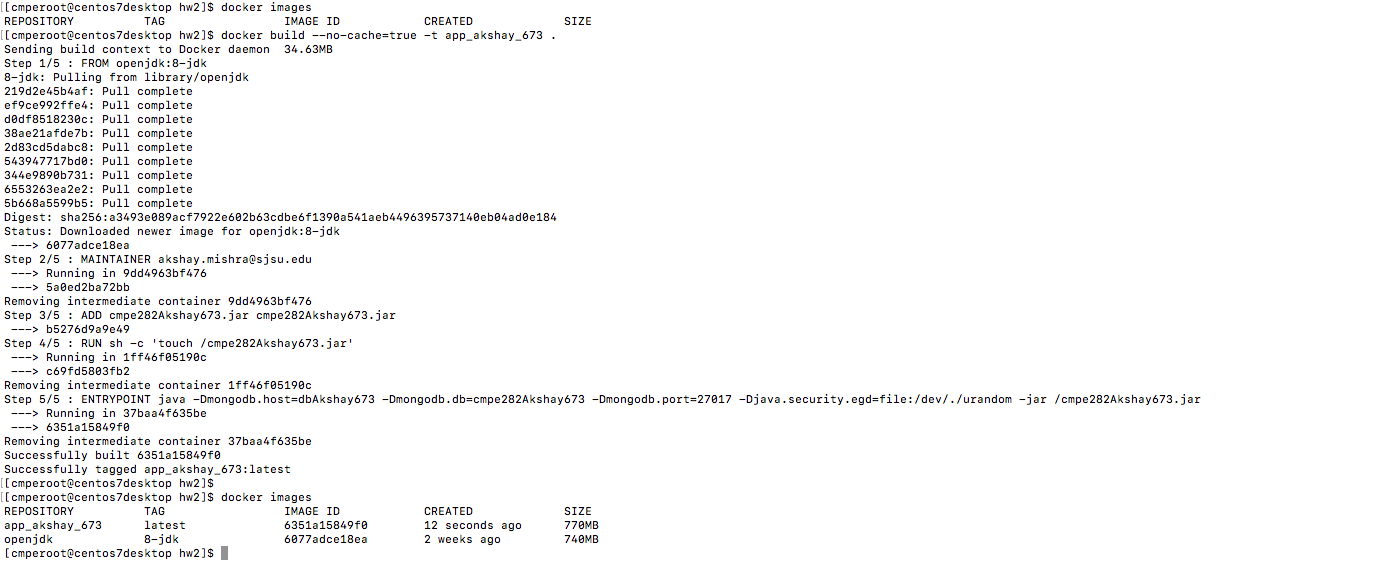 [[cmperoot@centos7desktop hw2]$ docker images
REPOSITORY TAG IMAGE ID CREATED SIZE
[[cmperoot@centos7desktop hw2]$ docker build --no-cache=true -t app_akshay_673 .
Sending build context to Docker daemon 34.63MB
Step 1/5 : FROM openjdk:8-jdk
8-jdk: Pulling from library/openjdk
219d2e45b4af: Pull complete
ef9ce992ffe4: Pull complete
d0df8518230c: Pull complete
38ae21afde7b: Pull complete
2d83cd5dabc8: Pull complete
543947717bd0: Pull complete
344e9890b731: Pull complete
6553263ea2e2: Pull complete
5b668a5599b5: Pull complete
Digest: sha256:a3493e089acf7922e602b63cdbe6f1390a541aeb4496395737140eb04ad0e184
Status: Downloaded newer image for openjdk:8-jdk
---> 6077adce18ea
Step 2/5 : MAINTAINER akshay.mishra@sjsu.edu
---> Running in 9dd4963bf476
---> 5a0ed2ba72bb
Removing intermediate container 9dd4963bf476
Step 3/5 : ADD cmpe282Akshay673.jar cmpe282Akshay673.jar
---> b5276d9a9e49
Step 4/5 : RUN sh -c 'touch /cmpe282Akshay673.jar'
---> Running in 1ff46f05190c
---> c69fd5803fb2
Removing intermediate container 1ff46f05190c
Step 5/5 : ENTRYPOINT java -Dmongodb.host=dbAkshay673 -Dmongodb.db=cmpe282Akshay673 -Dmongodb.port=27017 -Djava.security.egd=file:/dev/./urandom -jar /cmpe282Akshay673.jar
---> Running in 37baa4f635be
---> 6351a15849f0
Removing intermediate container 37baa4f635be
Successfully built 6351a15849f0
Successfully tagged app_akshay_673:latest
[[cmperoot@centos7desktop hw2]$
[[cmperoot@centos7desktop hw2]$ docker images
REPOSITORY TAG IMAGE ID CREATED SIZE
app_akshay_673 latest 6351a15849f0 12 seconds ago 770MB
openjdk 8-jdk 6077adce18ea 2 weeks ago 740MB
[cmperoot@centos7desktop hw2]$